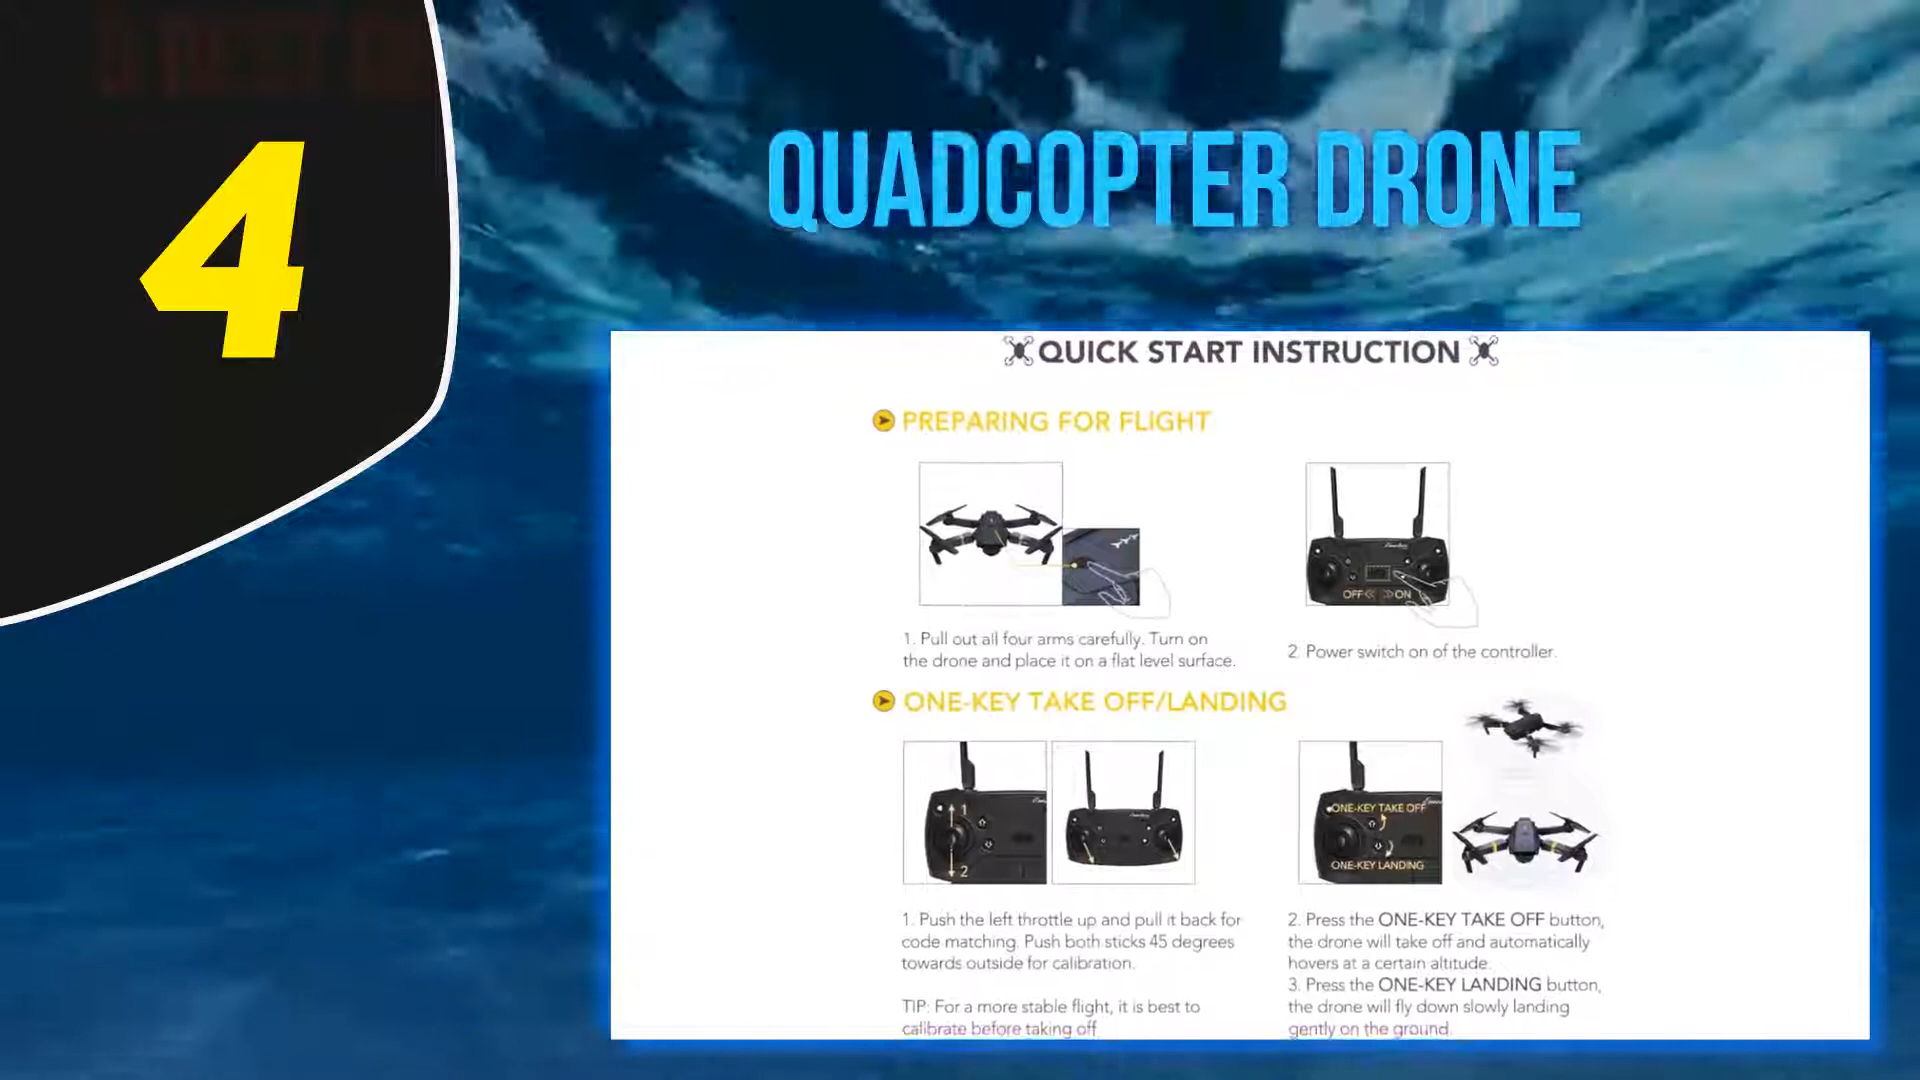 4
QUADCOPTER DRONE
QUICK START INSTRUCTION
PREPARING FOR FLIGHT
OFF
ON
1. Pull out all four arms carefully. Turn on
the drone and place it on a flat level surface.
2. Power switch on of the controller.
ONE-KEY TAKE OFF/LANDING
1
2
ONE-KEY TAKE OFF
ONE-KEY LANDING
1. Push the left throttle up and pull it back for
code matching. Push both sticks 45 degrees
towards outside for calibration.
TIP: For a more stable flight, it is best to
calibrate before taking off
2. Press the ONE-KEY TAKE OFF button,
the drone will take off and automatically
hovers at a certain altitude.
3. Press the ONE-KEY LANDING button,
the drone will fly down slowly landing
gently on the ground.